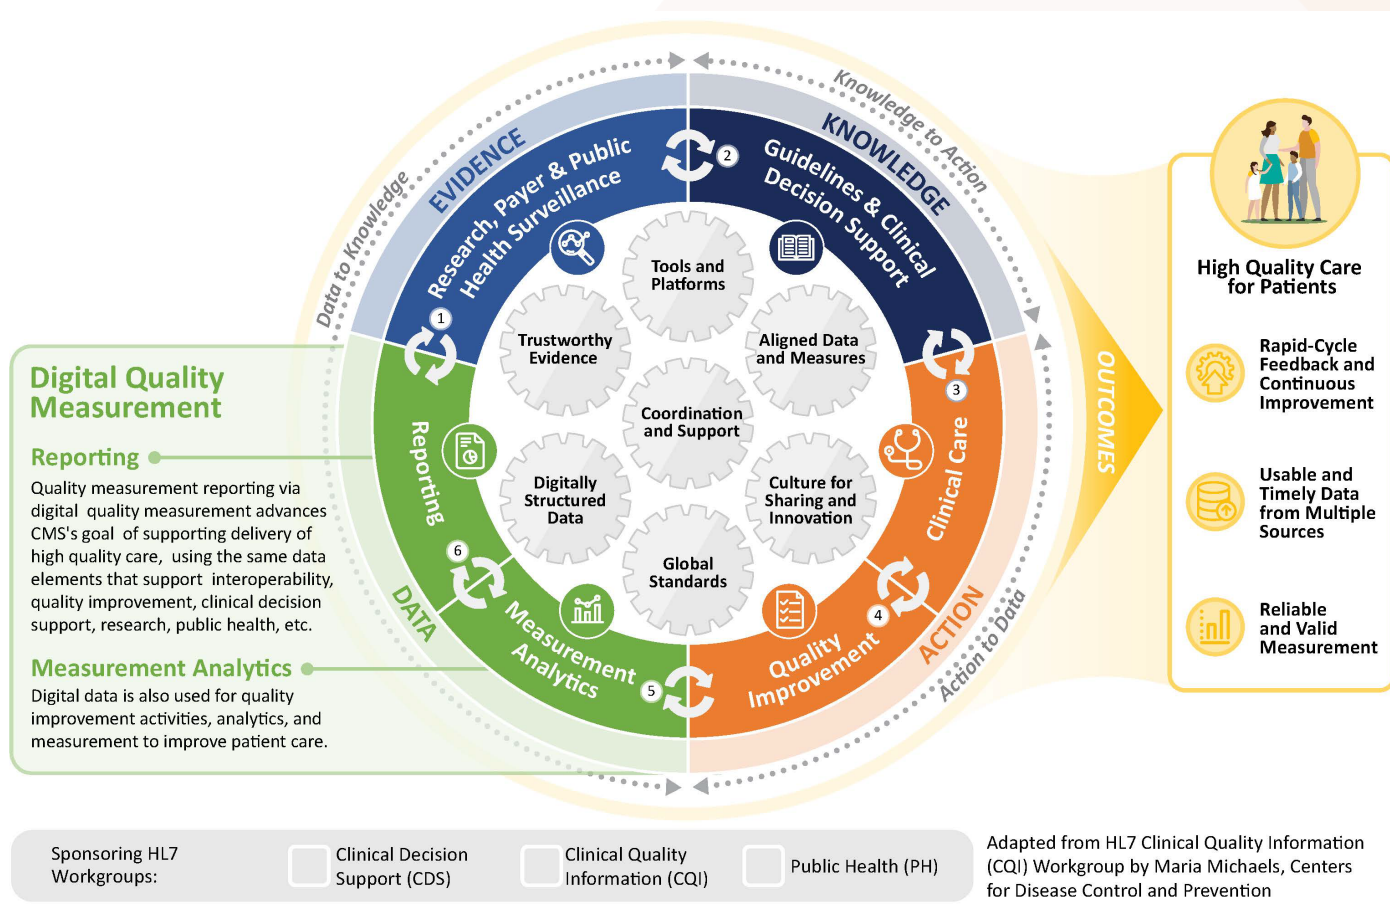 Data to Knowledge
Knowledge to Action
Action to Data
EVIDENCE
KNOWLEDGE
ACTION
DATA
Research, Payer & Public
Health Surveillance
Guidelines & Clinical
Decision Support
Clinical Care
Quality
Improvement
Measurement
Analytics
Reporting
1
2
3
4
5
6
Tools and
Platforms
Trustworthy
Evidence
Aligned Data
and Measures
Coordination
and Support
Digitally
Structured
Data
Culture for
Sharing and
Innovation
Global
Standards
Digital Quality
Measurement
Reporting
Quality measurement reporting via
digital quality measurement advances
CMS's goal of supporting delivery of
high quality care, using the same data
elements that support interoperability,
quality improvement, clinical decision
support, research, public health, etc.
Measurement Analytics
Digital data is also used for quality
improvement activities, analytics, and
measurement to improve patient care.
OUTCOMES
High Quality Care
for Patients
Rapid-Cycle
Feedback and
Continuous
Improvement
Usable and
Timely Data
from Multiple
Sources
Reliable
and Valid
Measurement
Sponsoring HL7
Workgroups:
Clinical Decision
Support (CDS)
Clinical Quality
Information (CQI)
Public Health (PH)
Adapted from HL7 Clinical Quality Information
(CQI) Workgroup by Maria Michaels, Centers
for Disease Control and Prevention